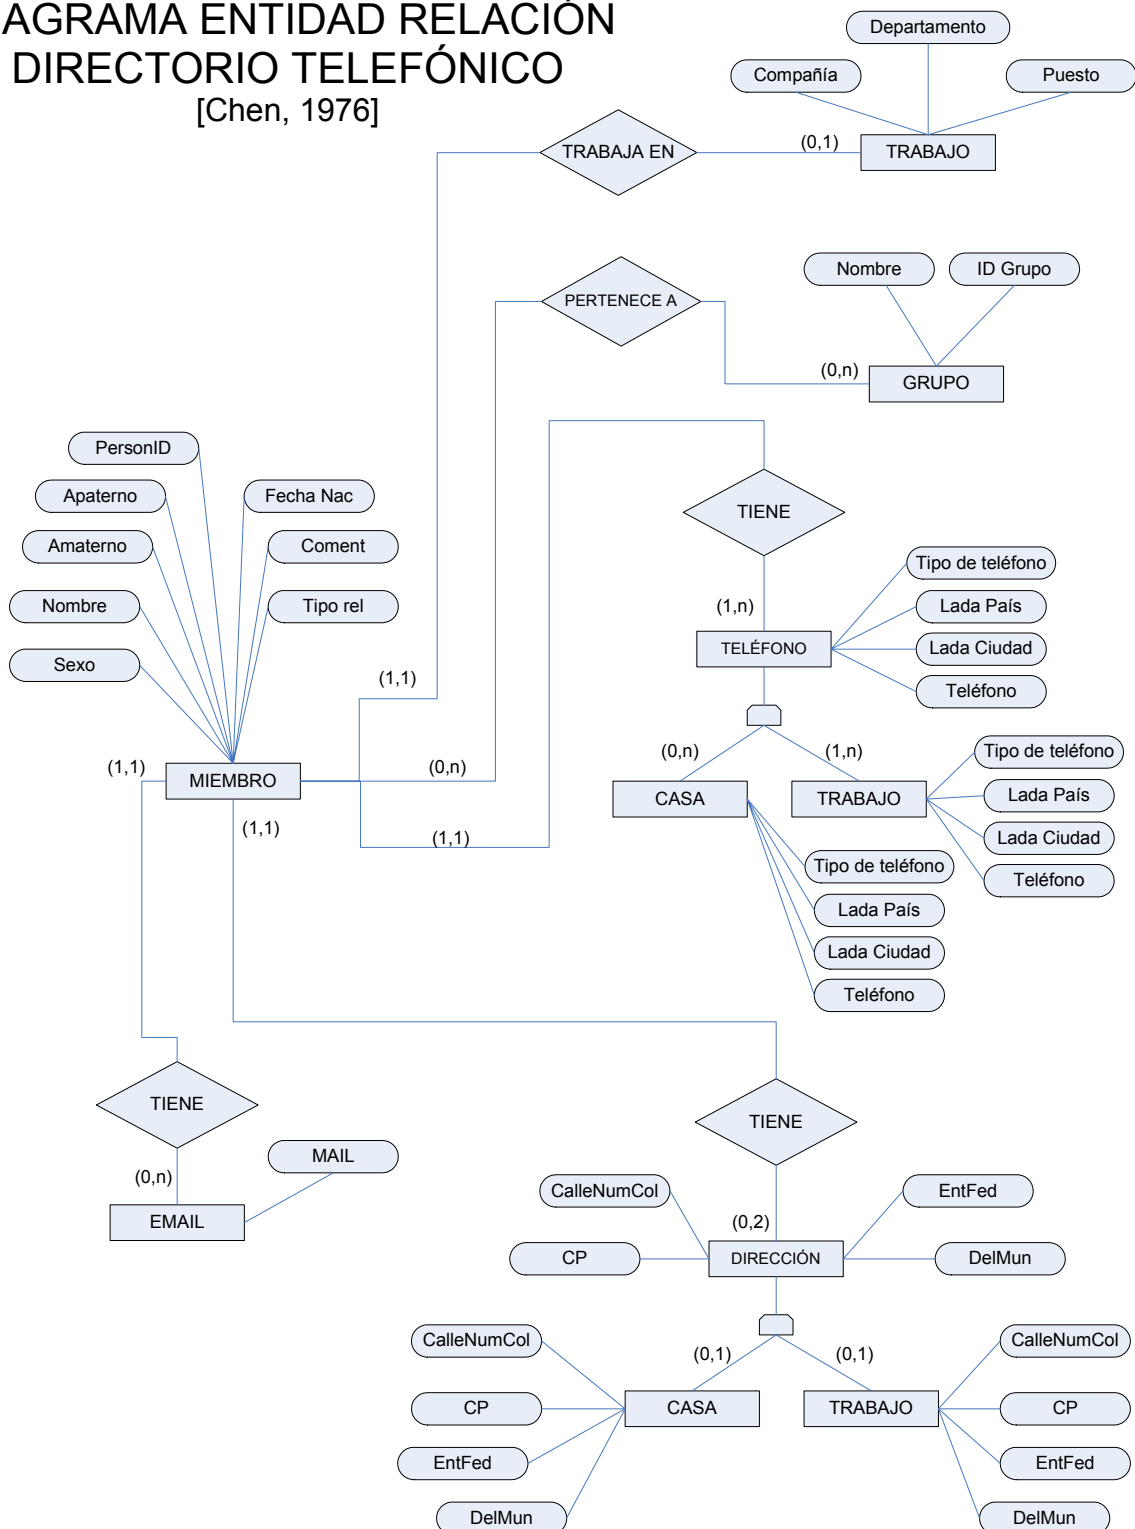 AGRAMA ENTIDAD RELACIÓN
DIRECTORIO TELEFÓNICO
[Chen, 1976]
Departamento
Compañía
Puesto
TRABAJA EN
(0,1)
TRABAJO
Nombre
ID Grupo
PERTENECE A
(0,n)
GRUPO
PersonID
Apaterno
Fecha Nac
Amaterno
Coment
Nombre
Tipo rel
Sexo
TIENE
Tipo de teléfono
(1,n)
Lada País
TELÉFONO
Lada Ciudad
Teléfono
(1,1)
(1,1)
MIEMBRO
(0,n)
(1,1)
(1,1)
(0,n)
(1,n)
CASA
TRABAJO
Tipo de teléfono
Lada País
Lada Ciudad
Teléfono
Tipo de teléfono
Lada País
Lada Ciudad
Teléfono
TIENE
(0,n)
MAIL
EMAIL
TIENE
CalleNumCol
EntFed
(0,2)
CP
DIRECCIÓN
DelMun
CalleNumCol
(0,1)
(0,1)
CalleNumCol
CP
CASA
TRABAJO
CP
EntFed
EntFed
DelMun
DelMun